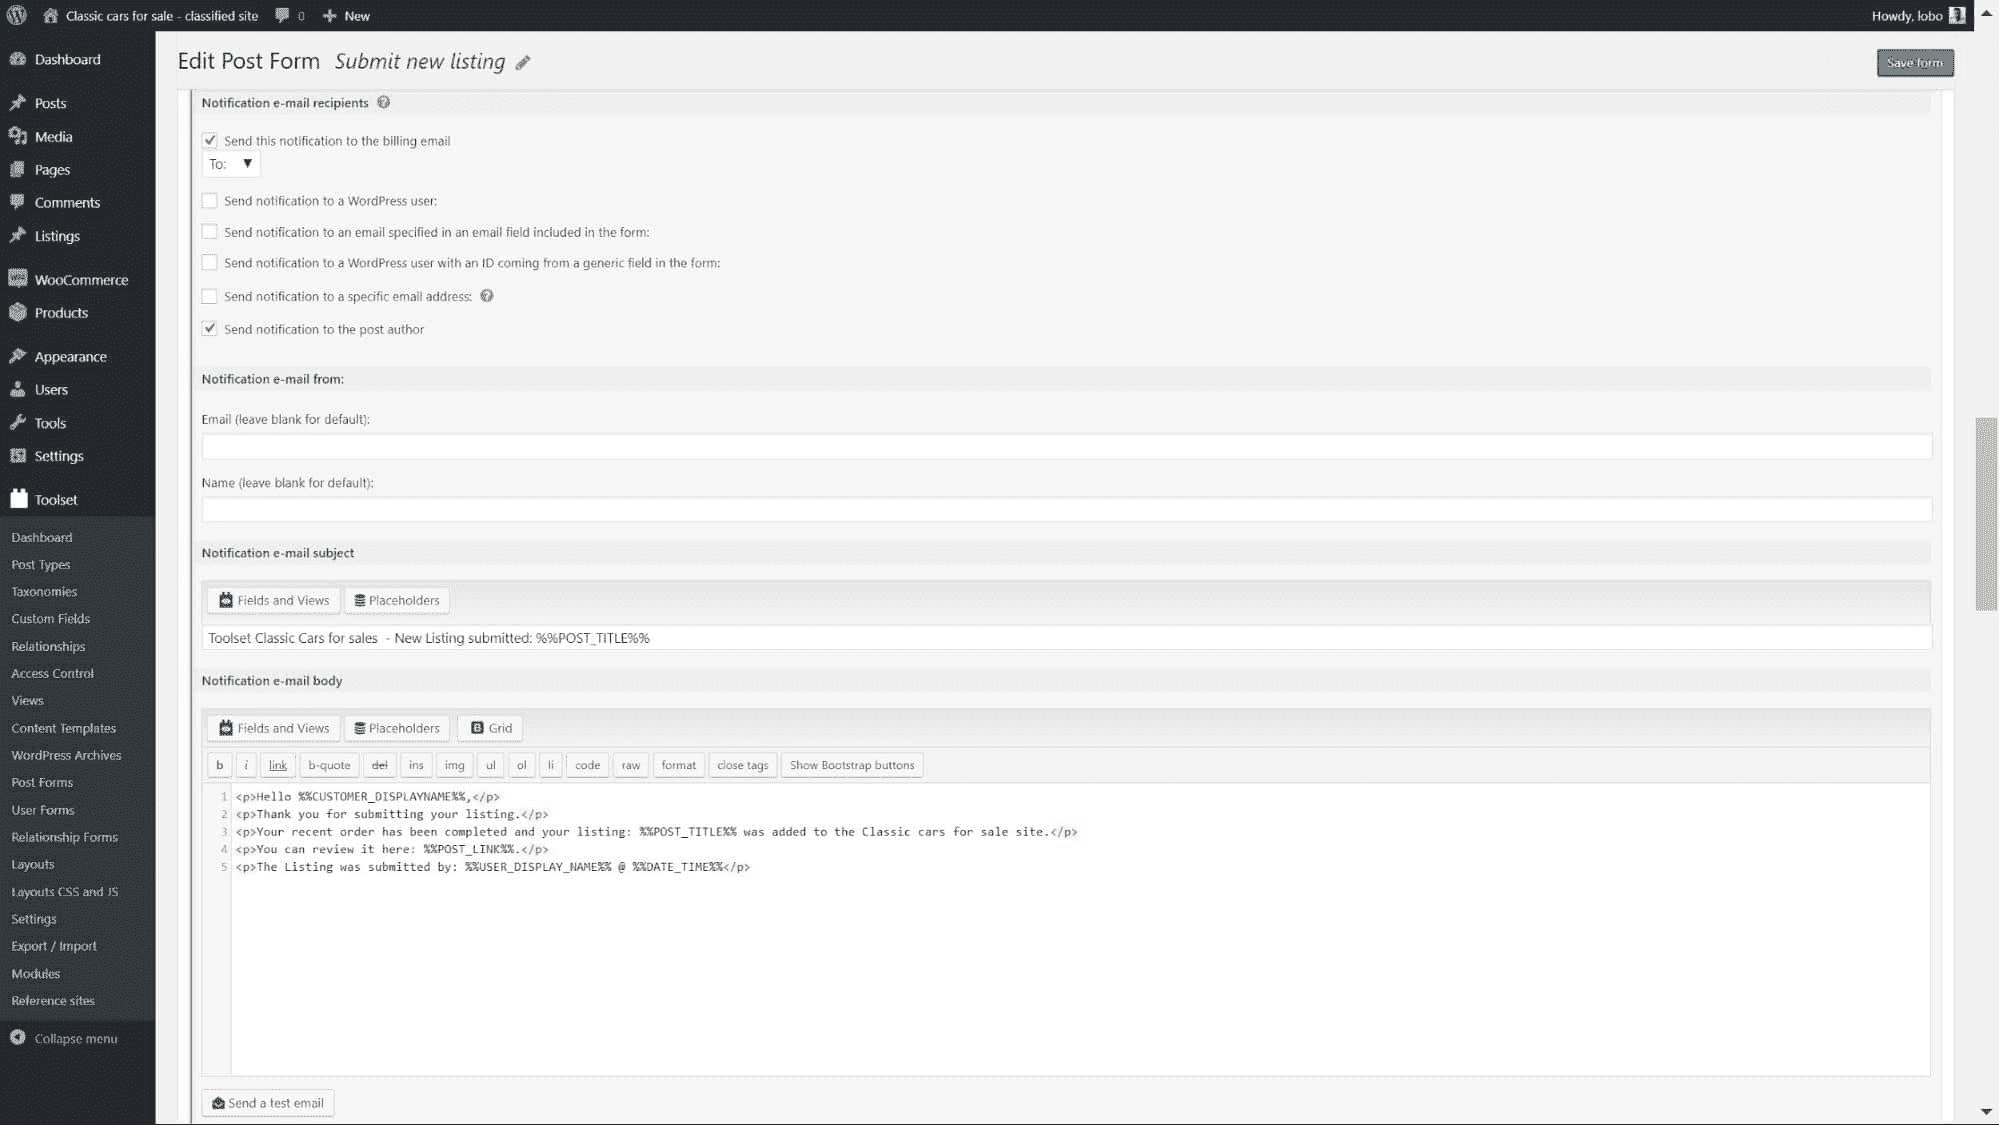 Classic cars for sale - classified site 0 New Howdy, lobo
Edit Post Form Submit new listing Save form
Dashboard
Posts
Media
Pages
Comments
Listings
WooCommerce
Products
Appearance
Users
Tools
Settings
Toolset
Dashboard
Post Types
Taxonomies
Custom Fields
Relationships
Access Control
Views
Content Templates
WordPress Archives
Post Forms
User Forms
Relationship Forms
Layouts
Layouts CSS and JS
Settings
Export / Import
Modules
Reference sites
Collapse menu
Notification e-mail recipients
Send this notification to the billing email
To:
Send notification to a WordPress user:
Send notification to an email specified in an email field included in the form:
Send notification to a WordPress user with an ID coming from a generic field in the form:
Send notification to a specific email address:
Send notification to the post author
Notification e-mail from:
Email (leave blank for default):
Name (leave blank for default):
Notification e-mail subject
Fields and Views Placeholders
Toolset Classic Cars for sales - New Listing submitted: %%POST_TITLE%%
Notification e-mail body
Fields and Views Placeholders Grid
b i link b-quote del ins img ul ol li code raw format close tags Show Bootstrap buttons
1 <p>Hello %%CUSTOMER_DISPLAYNAME%%,</p>
2 <p>Thank you for submitting your listing.</p>
3 <p>Your recent order has been completed and your listing: %%POST_TITLE%% was added to the Classic cars for sale site.</p>
4 <p>You can review it here: %%POST_LINK%%.</p>
5 <p>The Listing was submitted by: %%USER_DISPLAY_NAME%% @ %%DATE_TIME%%</p>
Send a test email